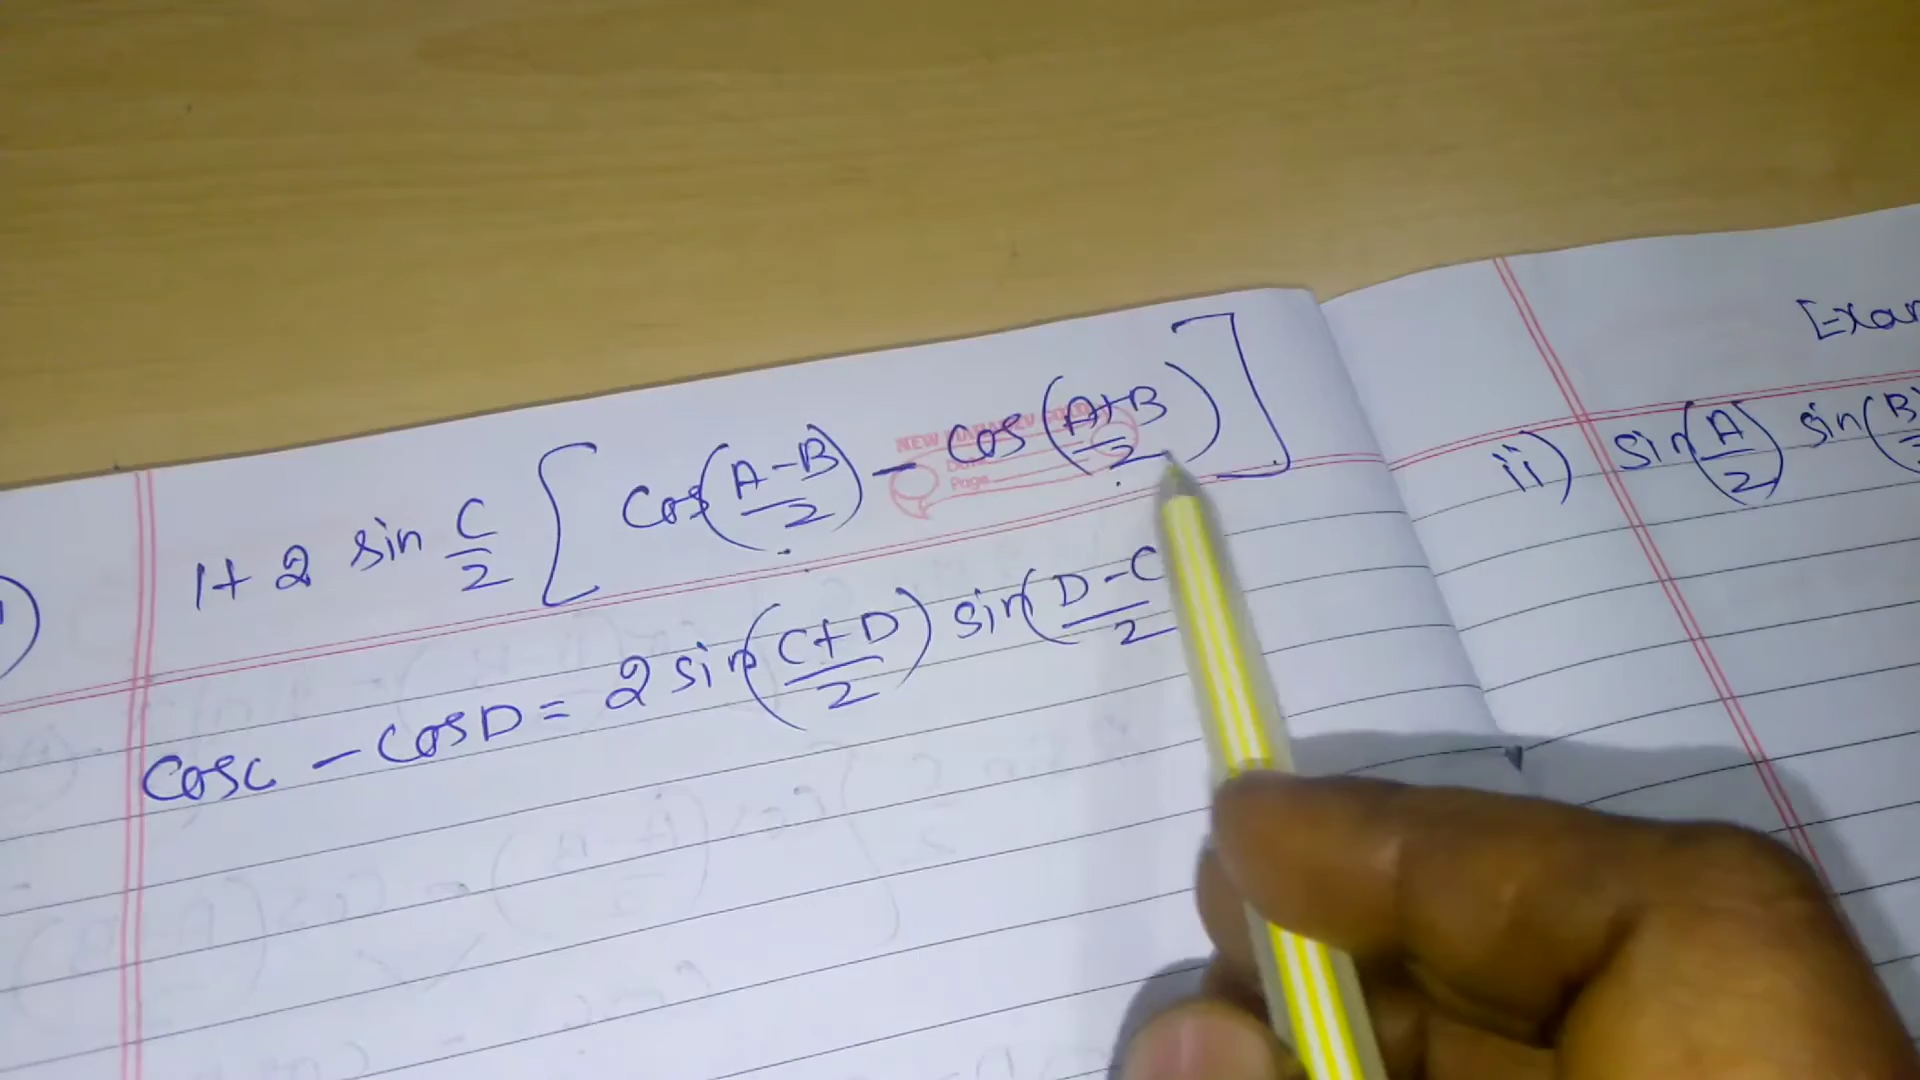 1 + 2 sin C/2 [ Cos(A-B/2) - Cos(A+B/2) ]
Cosc - CosD = 2 sin(C+D/2) sin(D-C/2
Page
ii) Sin(A/2) sin(B